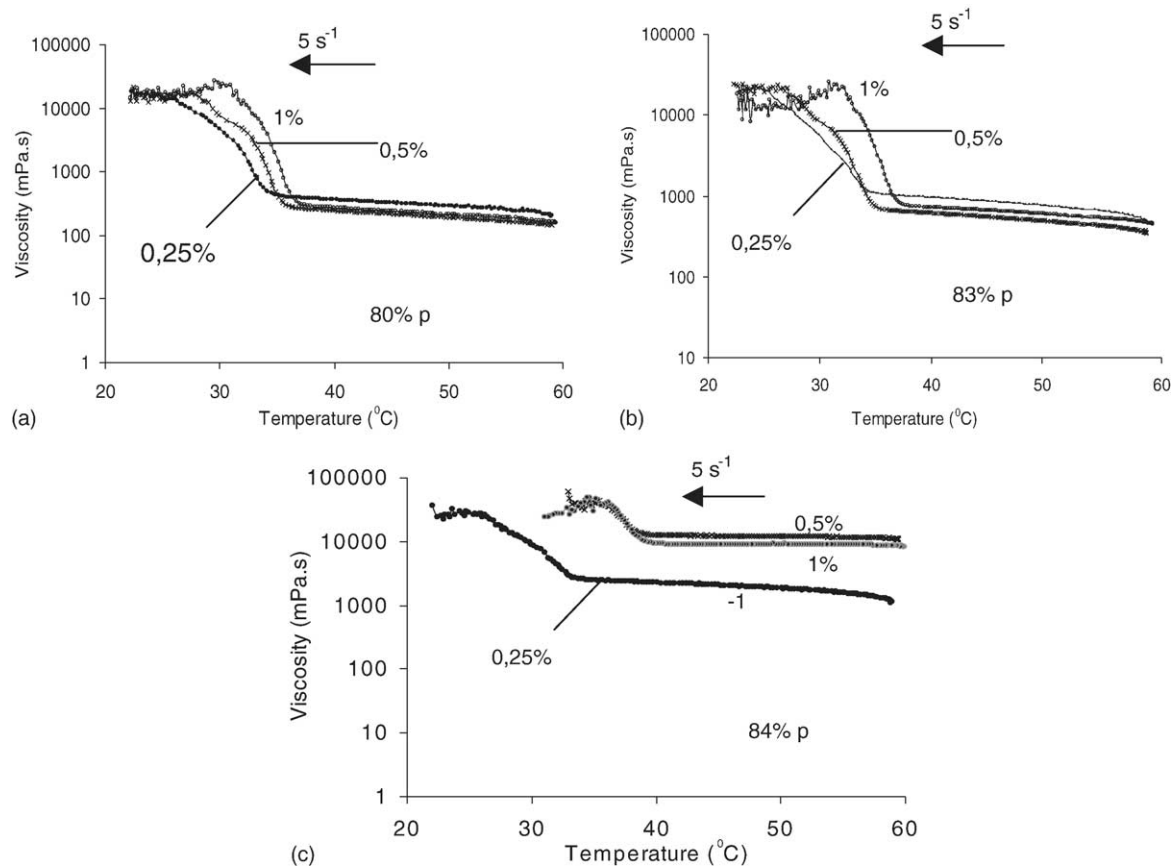 5 s⁻¹
100000
10000
1000
100
10
1
Viscosity (mPa.s)
1%
0,5%
0,25%
80% p
20 30 40 50 60
Temperature (⁰C)
(a)
5 s⁻¹
100000
10000
1000
100
10
Viscosity (mPa.s)
1%
0,5%
0,25%
83% p
20 30 40 50 60
Temperature (⁰C)
(b)
5 s⁻¹
100000
10000
1000
100
10
1
Viscosity (mPa.s)
0,5%
1%
-1
0,25%
84% p
20 30 40 50 60
Temperature (⁰C)
(c)